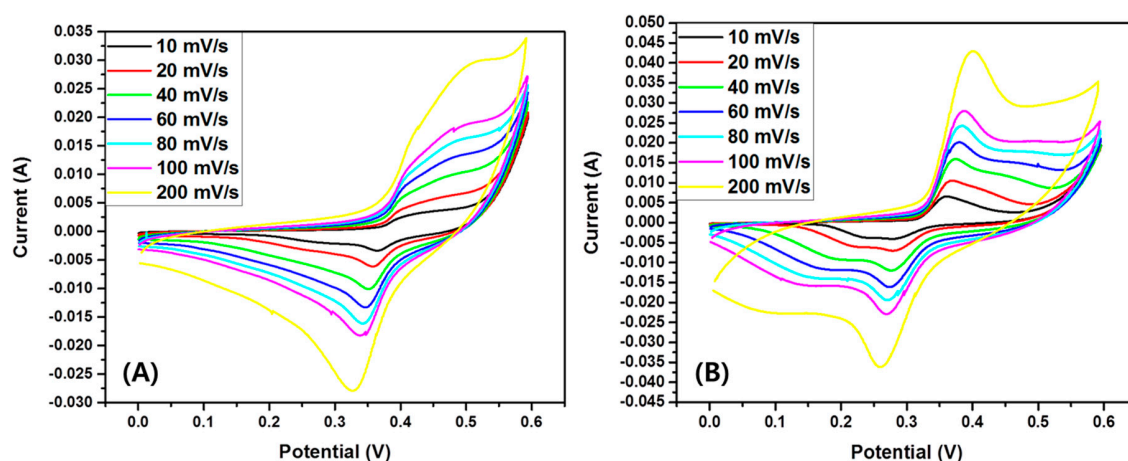 0.035
0.030
0.025
0.020
0.015
0.010
0.005
0.000
-0.005
-0.010
-0.015
-0.020
-0.025
-0.030
Current (A)
10 mV/s
20 mV/s
40 mV/s
60 mV/s
80 mV/s
100 mV/s
200 mV/s
(A)
0.0 0.1 0.2 0.3 0.4 0.5 0.6
Potential (V)
0.050
0.045
0.040
0.035
0.030
0.025
0.020
0.015
0.010
0.005
0.000
-0.005
-0.010
-0.015
-0.020
-0.025
-0.030
-0.035
-0.040
-0.045
Current (A)
10 mV/s
20 mV/s
40 mV/s
60 mV/s
80 mV/s
100 mV/s
200 mV/s
(B)
0.0 0.1 0.2 0.3 0.4 0.5 0.6
Potential (V)